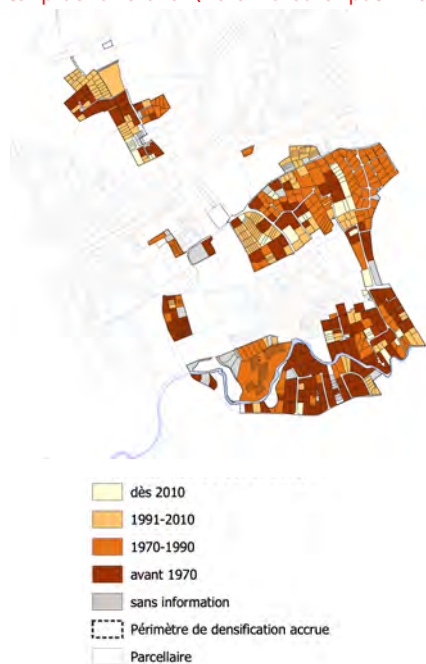 dès 2010
1991-2010
1970-1990
avant 1970
sans information
Périmètre de densification accrue
Parcellaire